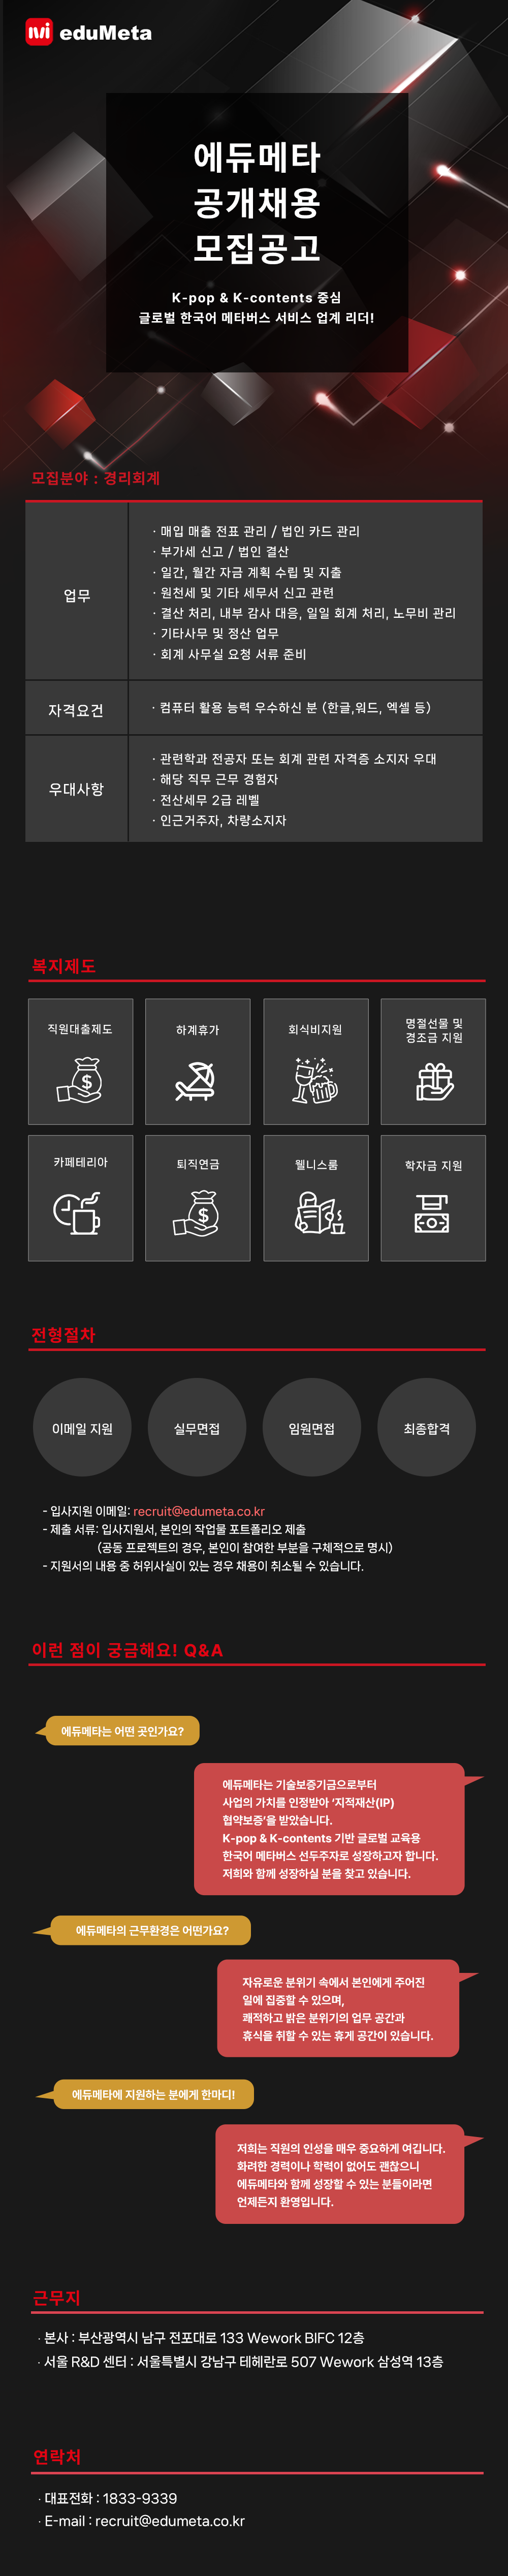 eduMeta
에듀메타
공개채용
모집공고
K-pop & K-contents 중심
글로벌 한국어 메타버스 서비스 업계 리더!
모집분야 : 경리회계
업무
· 매입 매출 전표 관리 / 법인 카드 관리
· 부가세 신고 / 법인 결산
· 일간, 월간 자금 계획 수립 및 지출
· 원천세 및 기타 세무서 신고 관련
· 결산 처리, 내부 감사 대응, 일일 회계 처리, 노무비 관리
· 기타사무 및 정산 업무
· 회계 사무실 요청 서류 준비
자격요건
· 컴퓨터 활용 능력 우수하신 분 (한글,워드, 엑셀 등)
우대사항
· 관련학과 전공자 또는 회계 관련 자격증 소지자 우대
· 해당 직무 근무 경험자
· 전산세무 2급 레벨
· 인근거주자, 차량소지자
복지제도
직원대출제도
하계휴가
회식비지원
명절선물 및
경조금 지원
카페테리아
퇴직연금
웰니스룸
학자금 지원
전형절차
이메일 지원
실무면접
임원면접
최종합격
- 입사지원 이메일: recruit@edumeta.co.kr
- 제출 서류: 입사지원서, 본인의 작업물 포트폴리오 제출
(공동 프로젝트의 경우, 본인이 참여한 부분을 구체적으로 명시)
- 지원서의 내용 중 허위사실이 있는 경우 채용이 취소될 수 있습니다.
이런 점이 궁금해요! Q&A
에듀메타는 어떤 곳인가요?
에듀메타는 기술보증기금으로부터
사업의 가치를 인정받아 ‘지적재산(IP)
협약보증’을 받았습니다.
K-pop & K-contents 기반 글로벌 교육용
한국어 메타버스 선두주자로 성장하고자 합니다.
저희와 함께 성장하실 분을 찾고 있습니다.
에듀메타의 근무환경은 어떤가요?
자유로운 분위기 속에서 본인에게 주어진
일에 집중할 수 있으며,
쾌적하고 밝은 분위기의 업무 공간과
휴식을 취할 수 있는 휴게 공간이 있습니다.
에듀메타에 지원하는 분에게 한마디!
저희는 직원의 인성을 매우 중요하게 여깁니다.
화려한 경력이나 학력이 없어도 괜찮으니
에듀메타와 함께 성장할 수 있는 분들이라면
언제든지 환영입니다.
근무지
· 본사 : 부산광역시 남구 전포대로 133 Wework BIFC 12층
· 서울 R&D 센터 : 서울특별시 강남구 테헤란로 507 Wework 삼성역 13층
연락처
· 대표전화 : 1833-9339
· E-mail : recruit@edumeta.co.kr